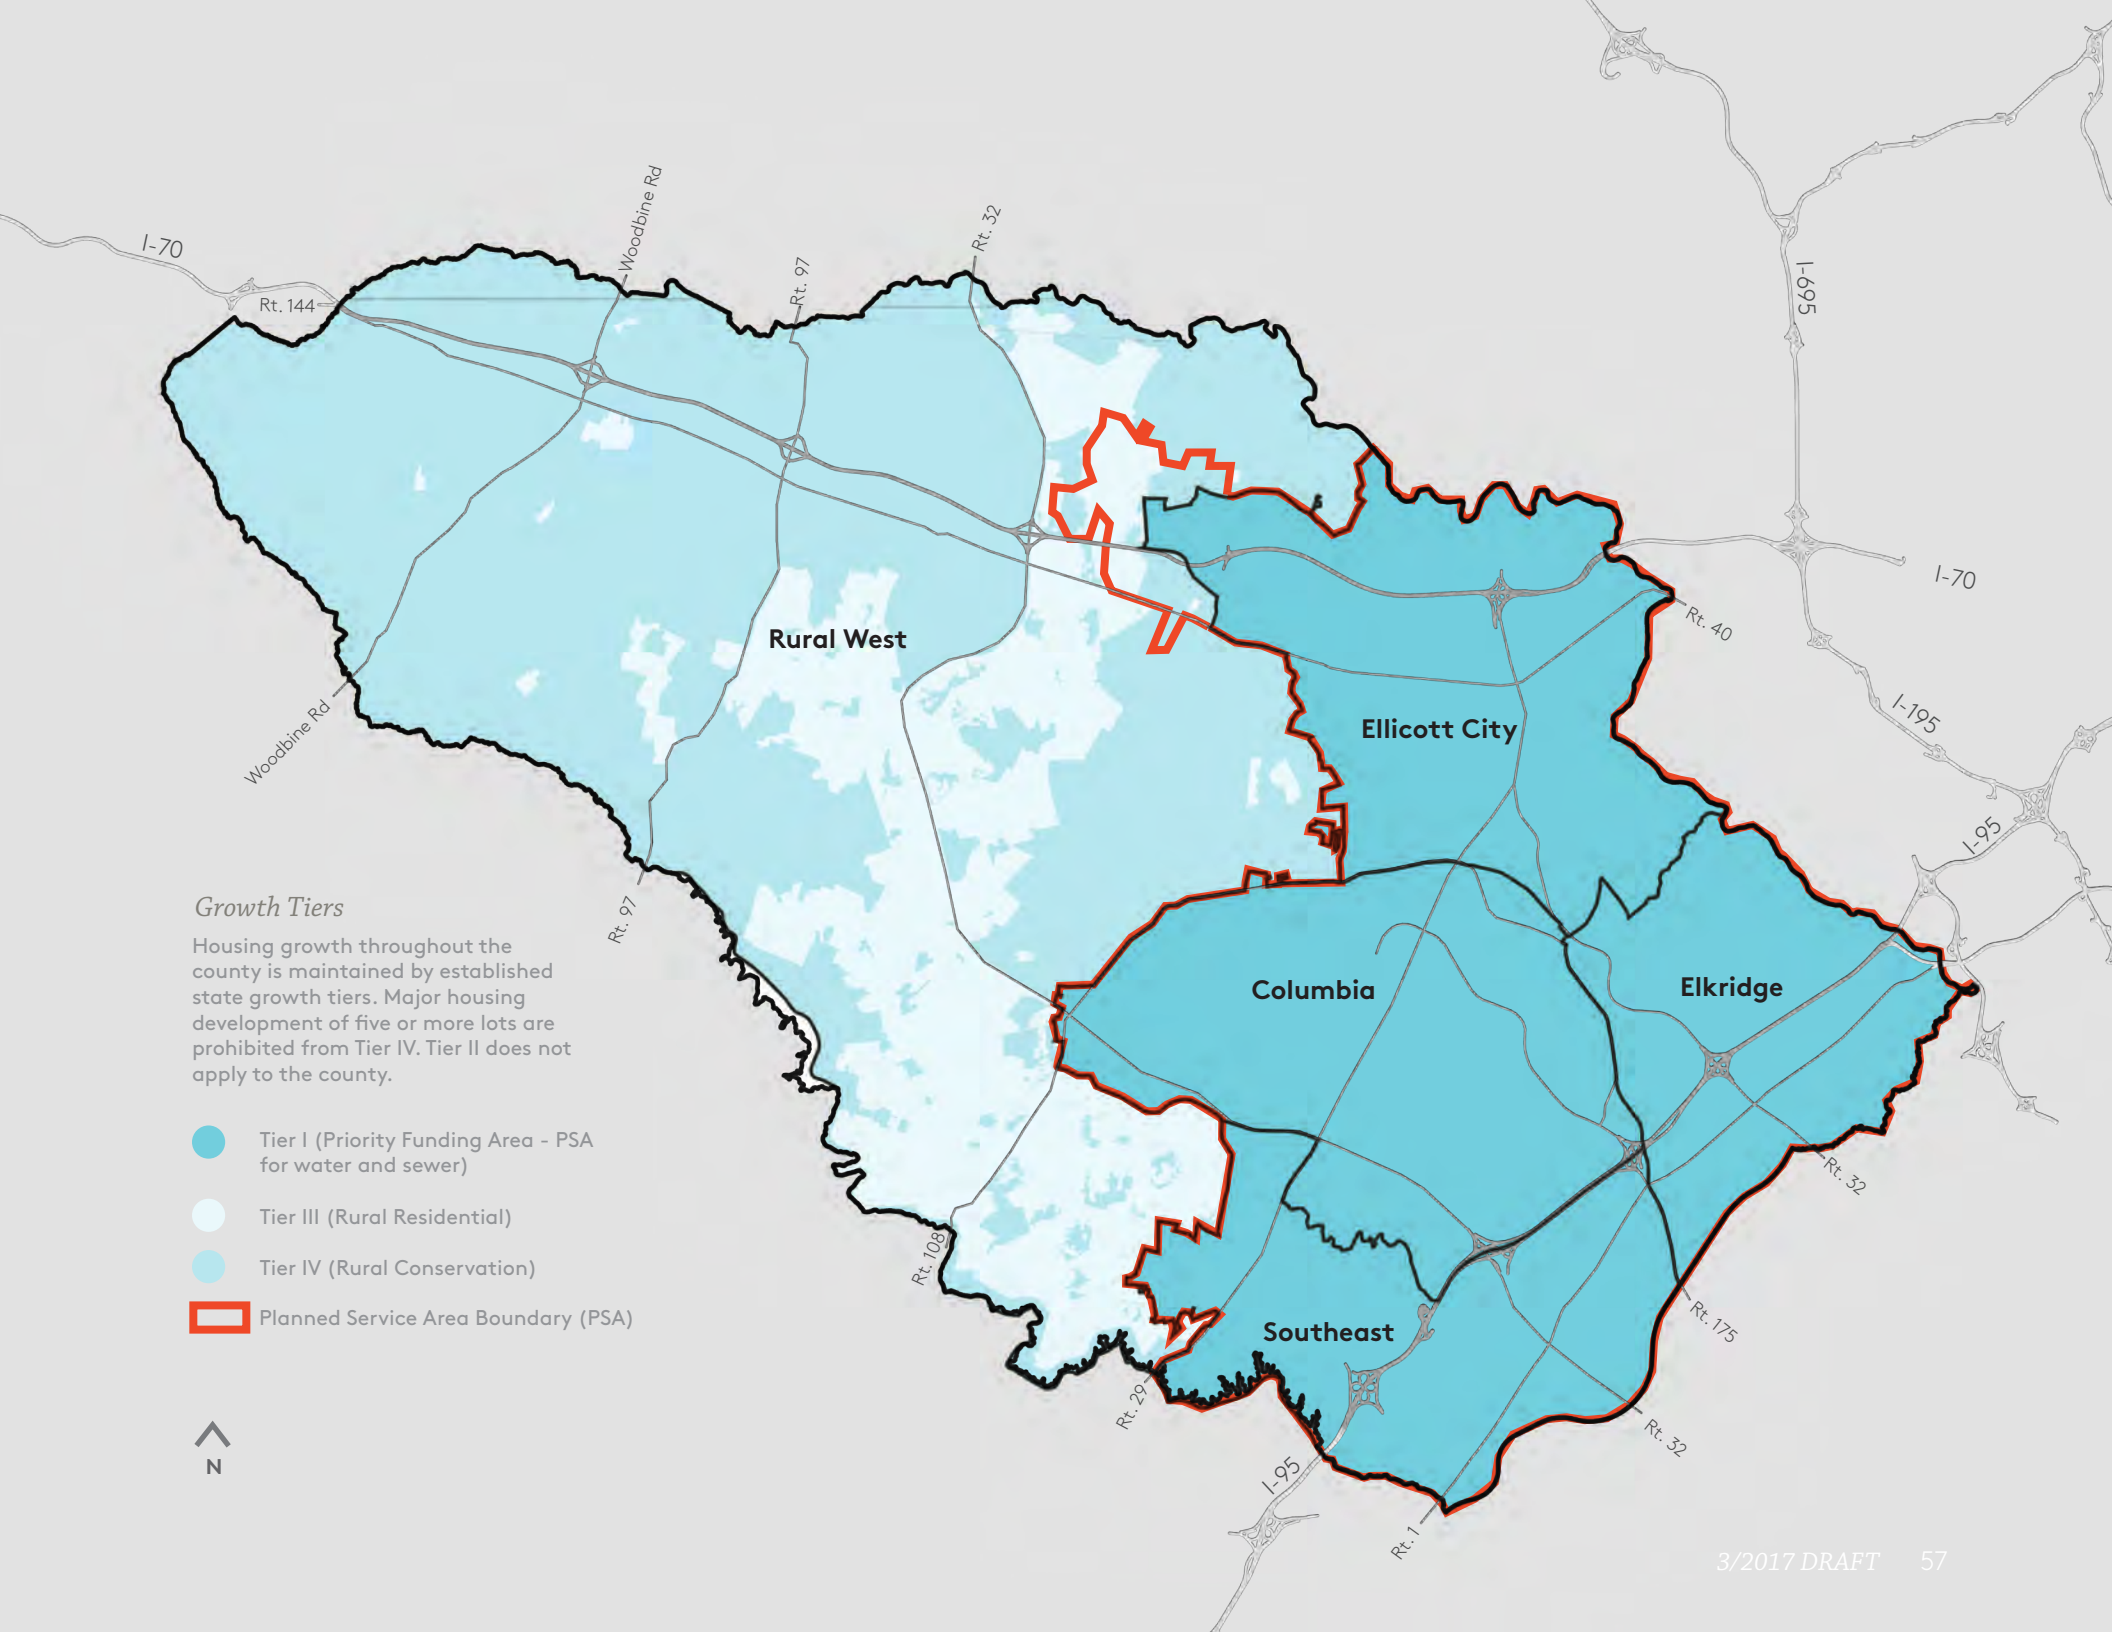 I-70
Rt. 144
Woodbine Rd
Rt. 97
Rt. 32
I-695
I-70
Rt. 40
I-195
I-95
Rural West
Ellicott City
Columbia
Elkridge
Southeast
Woodbine Rd
Rt. 97
Rt. 108
Rt. 29
I-95
Rt. 1
Rt. 32
Rt. 175
Rt. 32
Growth Tiers
Housing growth throughout the
county is maintained by established
state growth tiers. Major housing
development of five or more lots are
prohibited from Tier IV. Tier II does not
apply to the county.
Tier I (Priority Funding Area - PSA
for water and sewer)
Tier III (Rural Residential)
Tier IV (Rural Conservation)
Planned Service Area Boundary (PSA)
N
3/2017 DRAFT 57